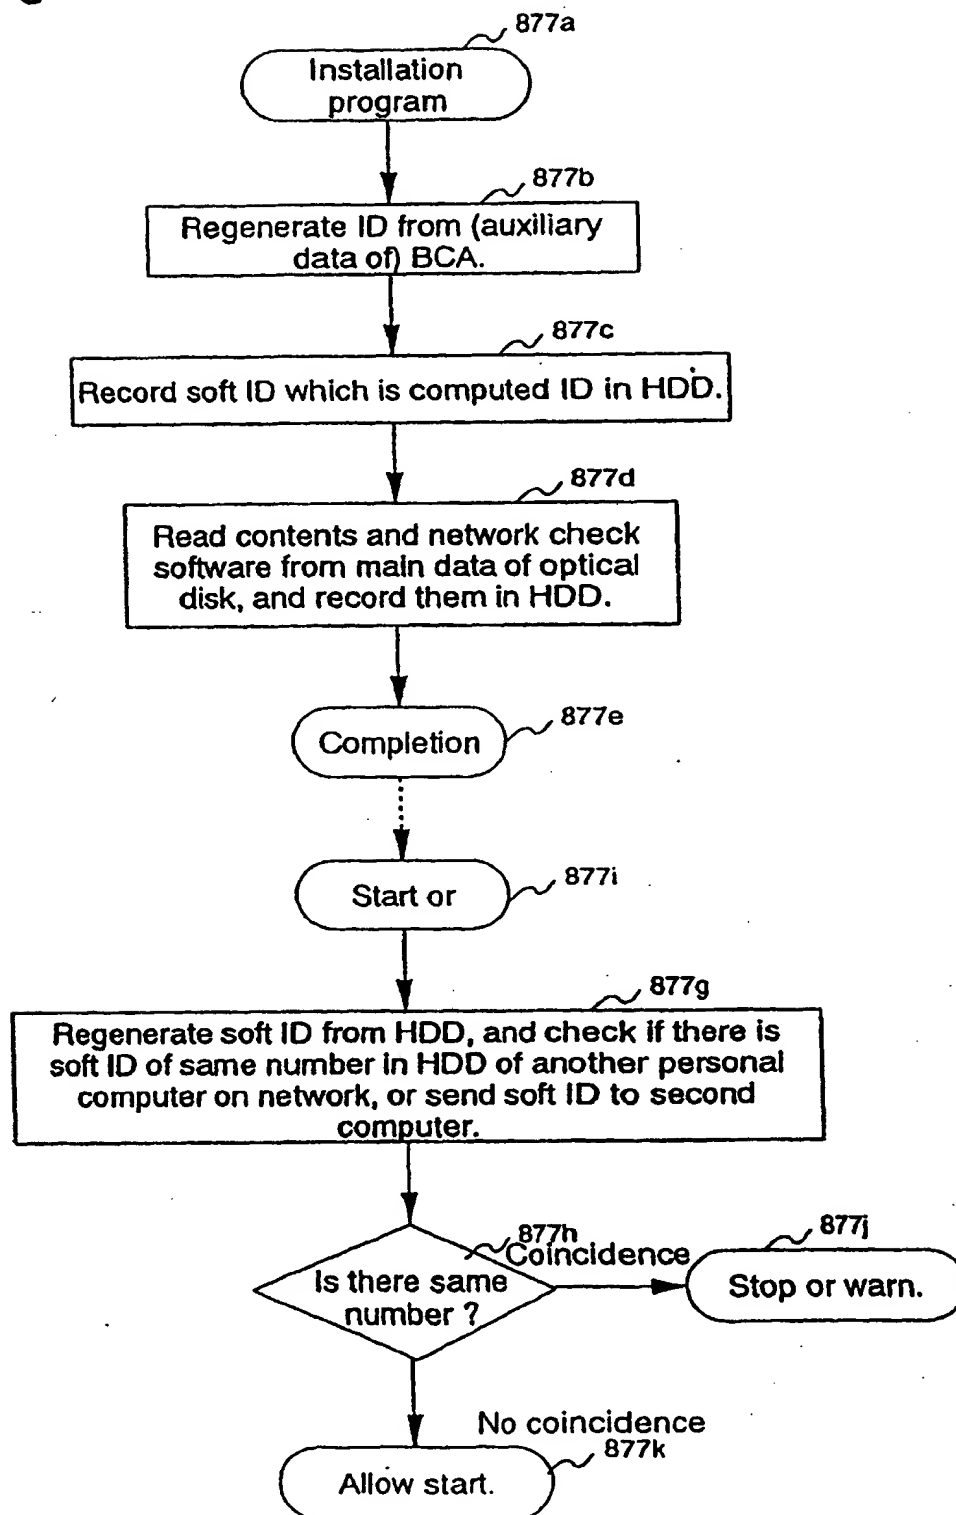 877a
Installation
program
877b
Regenerate ID from (auxiliary
data of) BCA.
877c
Record soft ID which is computed ID in HDD.
877d
Read contents and network check
software from main data of optical
disk, and record them in HDD.
877e
Completion
877i
Start or
877g
Regenerate soft ID from HDD, and check if there is
soft ID of same number in HDD of another personal
computer on network, or send soft ID to second
computer.
877h
Coincidence
877j
Is there same
number ?
Stop or warn.
No coincidence
877k
Allow start.